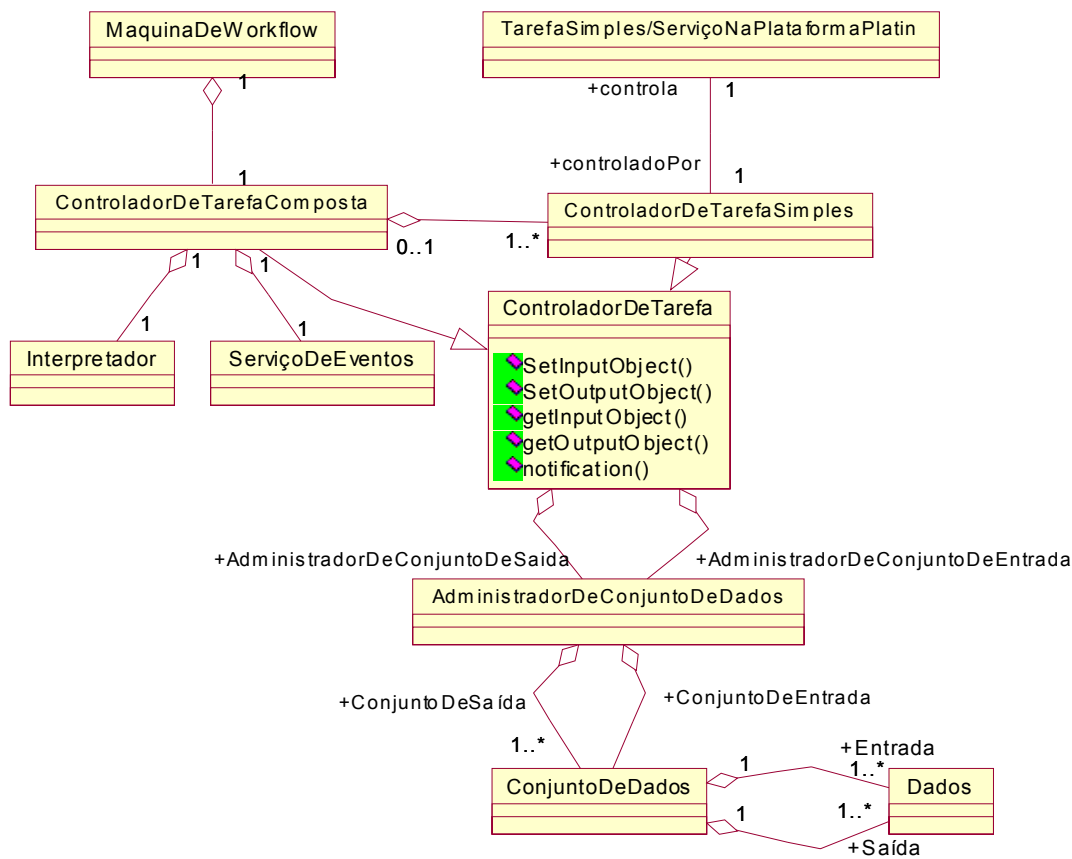 MaquinaDeWorkflow
TarefaSimples/ServiçoNaPlataformaPlatin
1
+controla
1
+controladoPor
1
1
ControladorDeTarefaComposta
ControladorDeTarefaSimples
0..1
1..*
1
1
ControladorDeTarefa
1
1
Interpretador
ServiçoDeEventos
SetInputObject()
SetOutputObject()
getInputObject()
getOutputObject()
notification()
+AdministradorDeConjuntoDeSaida
+AdministradorDeConjuntoDeEntrada
AdministradorDeConjuntoDeDados
+ConjuntoDeSaída
+ConjuntoDeEntrada
1..*
+Entrada
1
1..*
ConjuntoDeDados
Dados
1
1..*
+Saída